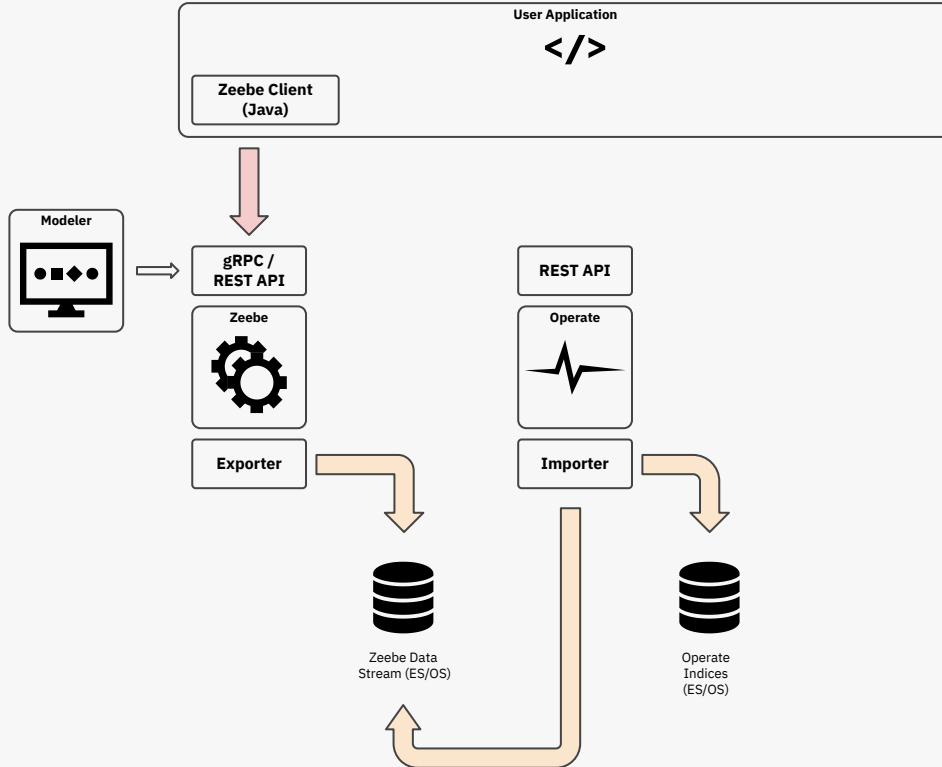 User Application
</>
Zeebe Client
(Java)
Modeler
gRPC /
REST API
REST API
Zeebe
Operate
Exporter
Importer
Zeebe Data
Stream (ES/OS)
Operate
Indices
(ES/OS)